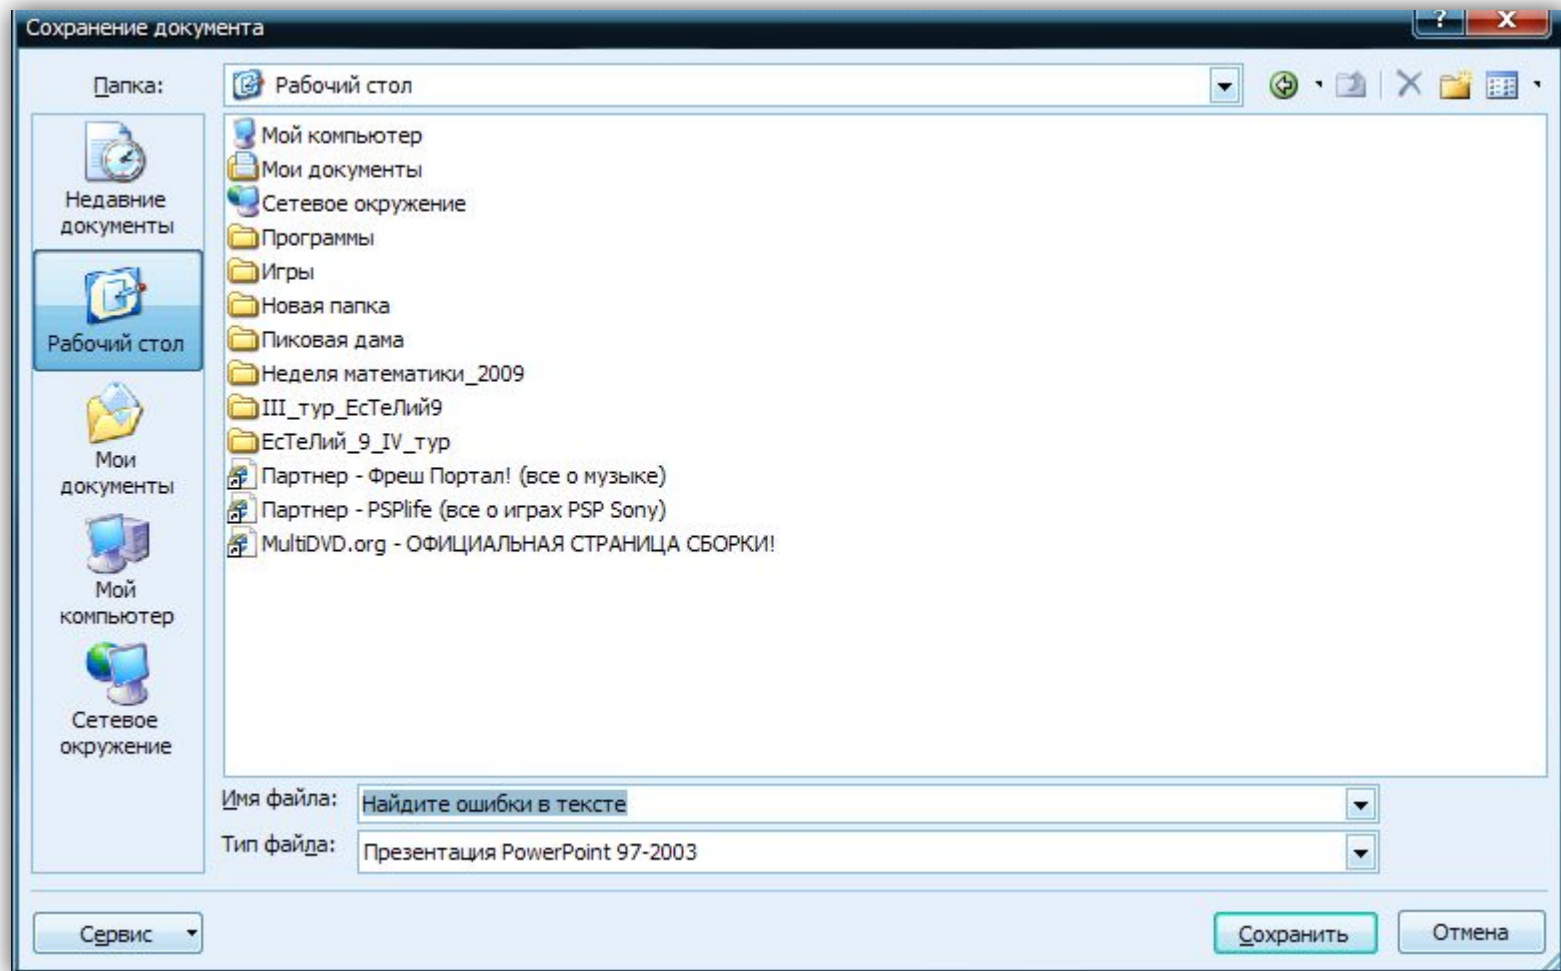 Сохранение документа
?
X
Папка:
Рабочий стол
Недавние
документы
Рабочий стол
Мои
документы
Мой
компьютер
Сетевое
окружение
Мой компьютер
Мои документы
Сетевое окружение
Программы
Игры
Новая папка
Пиковая дама
Неделя математики_2009
III_тур_ЕсТеЛий9
ЕсТеЛий_9_IV_тур
Партнер - Фреш Портал! (все о музыке)
Партнер - PSPlife (все о играх PSP Sony)
MultiDVD.org - ОФИЦИАЛЬНАЯ СТРАНИЦА СБОРКИ!
Имя файла:
Найдите ошибки в тексте
Тип файла:
Презентация PowerPoint 97-2003
Сервис
Сохранить
Отмена